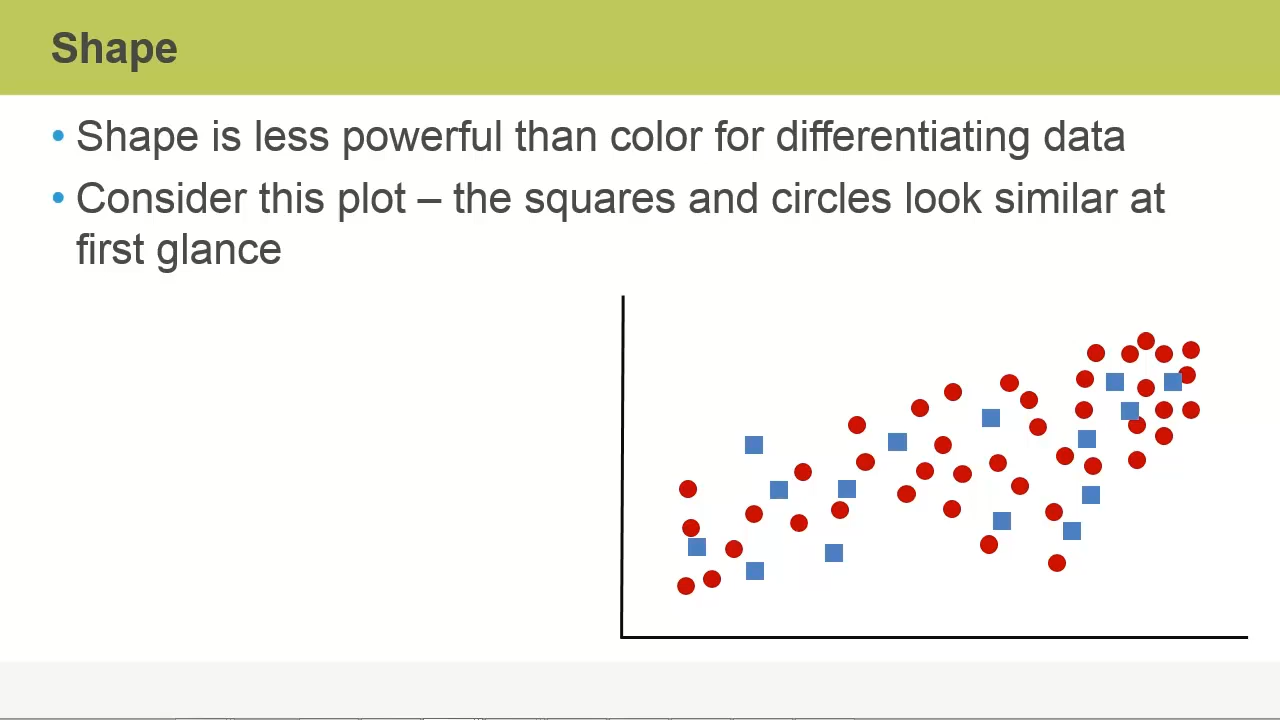 Shape
• Shape is less powerful than color for differentiating data
• Consider this plot – the squares and circles look similar at
first glance